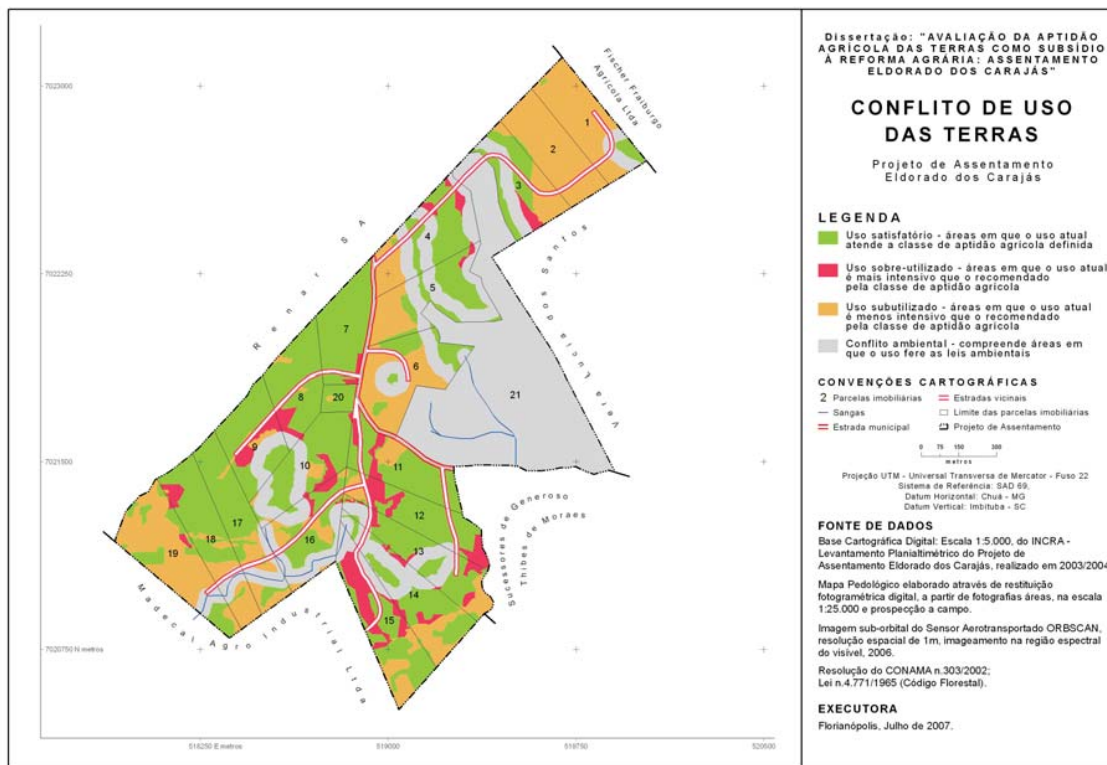 7023000
7022250
7021500
7020750 N metros
518250 E metros
519000
519750
520500
Fischer Fraiburgo
Agrícola Ltda
Renar SA
Vera Lucia dos Santos
Sucessores de Generoso
Thibes de Moraes
Madecal Agro Industrial Ltda
1
2
3
4
5
6
7
8
20
21
9
10
11
12
13
14
15
16
17
18
19
Dissertação: "AVALIAÇÃO DA APTIDÃO
AGRÍCOLA DAS TERRAS COMO SUBSÍDIO
À REFORMA AGRÁRIA: ASSENTAMENTO
ELDORADO DOS CARAJÁS"
CONFLITO DE USO
DAS TERRAS
Projeto de Assentamento
Eldorado dos Carajás
LEGENDA
Uso satisfatório - áreas em que o uso atual
atende a classe de aptidão agrícola definida
Uso sobre-utilizado - áreas em que o uso atual
é mais intensivo que o recomendado
pela classe de aptidão agrícola
Uso subutilizado - áreas em que o uso atual
é menos intensivo que o recomendado
pela classe de aptidão agrícola
Conflito ambiental - compreende áreas em
que o uso fere as leis ambientais
CONVENÇÕES CARTOGRÁFICAS
2 Parcelas imobiliárias
Estradas vicinais
Sangas
Limite das parcelas imobiliárias
Estrada municipal
Projeto de Assentamento
0 75 150 300
metros
Projeção UTM - Universal Transversa de Mercator - Fuso 22
Sistema de Referência: SAD 69,
Datum Horizontal: Chuá - MG
Datum Vertical: Imbituba - SC
FONTE DE DADOS
Base Cartográfica Digital: Escala 1:5.000, do INCRA -
Levantamento Planialtimétrico do Projeto de
Assentamento Eldorado dos Carajás, realizado em 2003/2004
Mapa Pedológico elaborado através de restituição
fotogramétrica digital, a partir de fotografias áreas, na escala
1:25.000 e prospecção a campo.
Imagem sub-orbital do Sensor Aerotransportado ORBSCAN,
resolução espacial de 1m, imageamento na região espectral
do visível, 2006.
Resolução do CONAMA n.303/2002;
Lei n.4.771/1965 (Código Florestal).
EXECUTORA
Florianópolis, Julho de 2007.